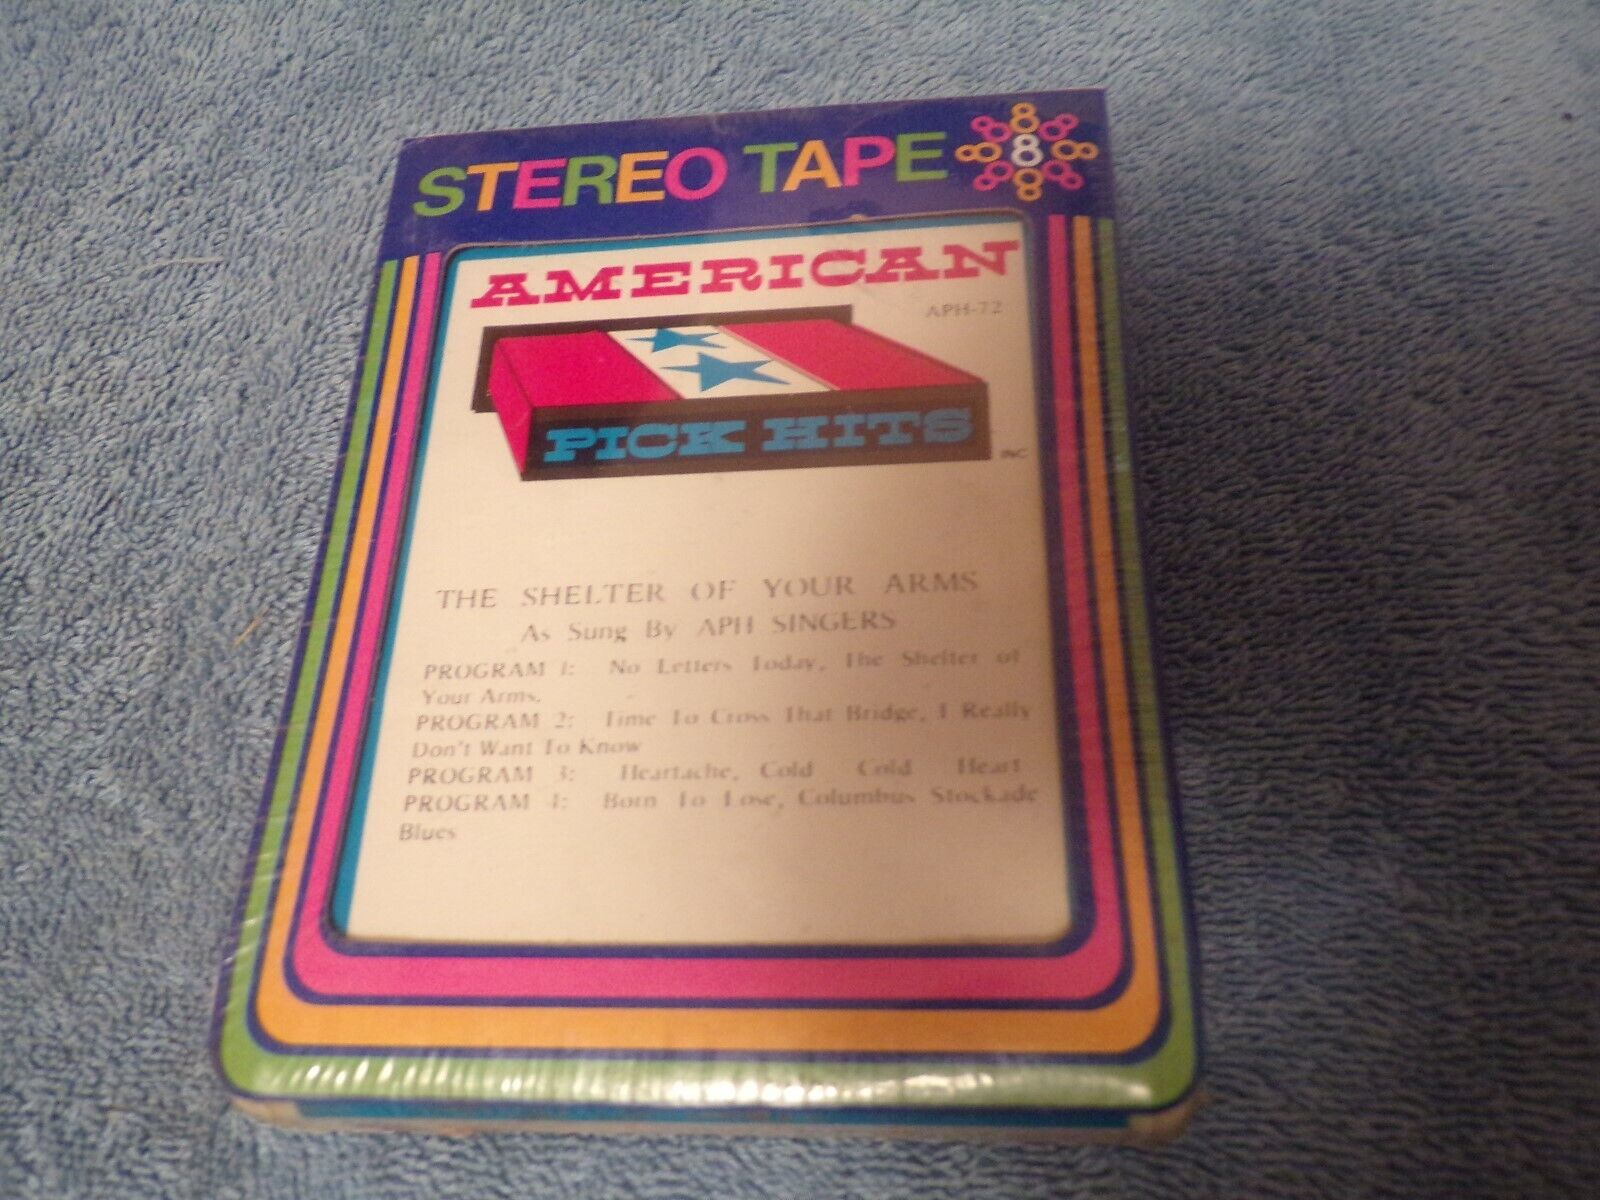 STEREO TAPE 8
AMERICAN
APH-72
PICK HITS
INC
THE SHELTER OF YOUR ARMS
As Sung By APH SINGERS
PROGRAM 1: No Letters Today, The Shelter of
Your Arms.
PROGRAM 2: Time To Cross That Bridge, I Really
Don't Want To Know
PROGRAM 3: Heartache, Cold Cold Heart
PROGRAM 4: Born To Lose, Columbus Stockade
Blues